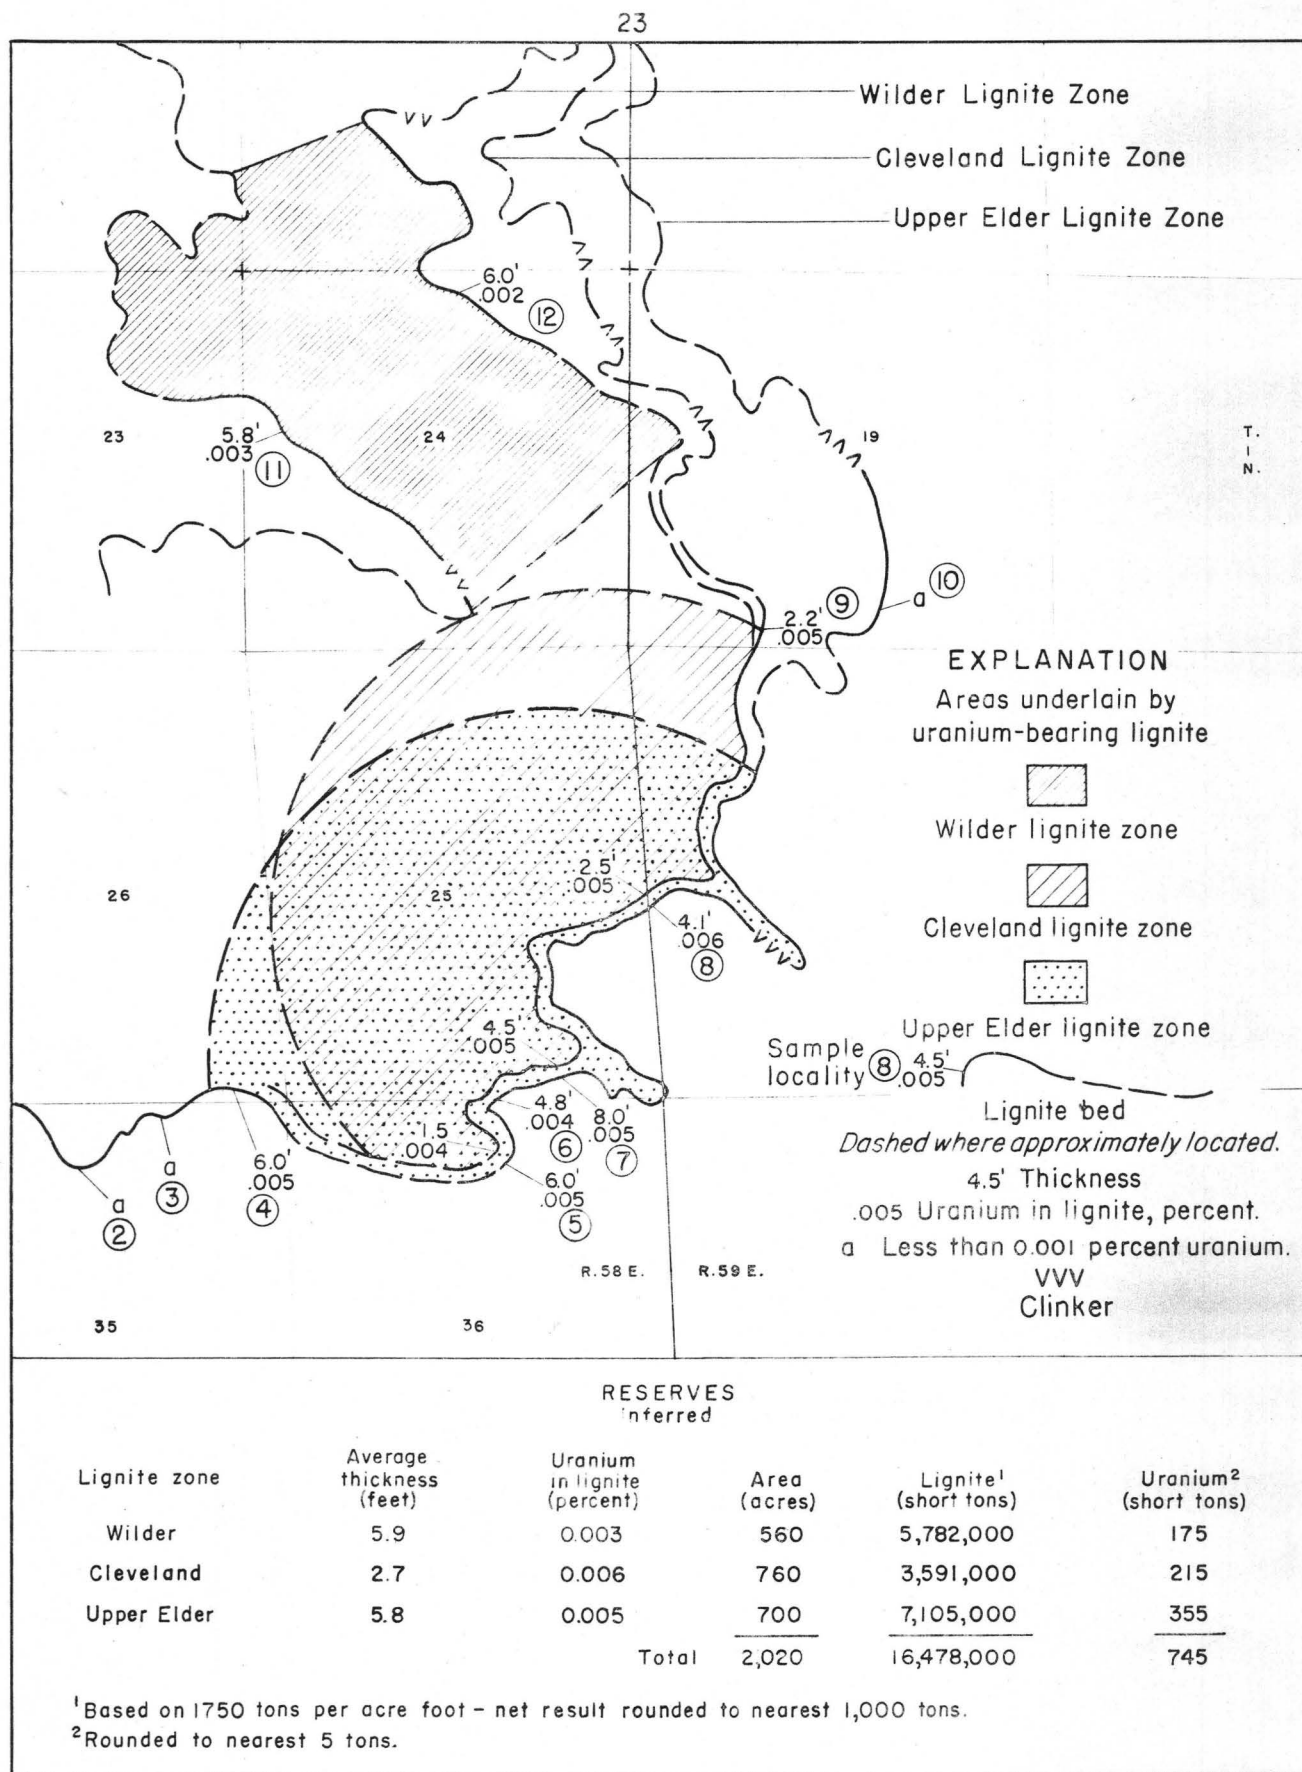 23
Wilder Lignite Zone
Cleveland Lignite Zone
Upper Elder Lignite Zone
6.0'
.002
12
23
5.8'
.003
11
24
19
T.
1
N.
a 10
9
2.2'
.005
EXPLANATION
Areas underlain by
uranium-bearing lignite
Wilder lignite zone
Cleveland lignite zone
Upper Elder lignite zone
26
25
2.5'
.005
4.1'
.006
8
4.5'
.005
Sample
locality 8 4.5'
.005
Lignite bed
Dashed where approximately located.
4.5' Thickness
.005 Uranium in lignite, percent.
a Less than 0.001 percent uranium.
VVV
Clinker
4.8'
.004
6
8.0'
.005
7
1.5
.004
6.0'
.005
5
6.0'
.005
4
a
3
a
2
R.58 E. R.59 E.
35
36
RESERVES
inferred
Lignite zone Average thickness (feet) Uranium in lignite (percent) Area (acres) Lignite¹ (short tons) Uranium² (short tons)
Wilder 5.9 0.003 560 5,782,000 175
Cleveland 2.7 0.006 760 3,591,000 215
Upper Elder 5.8 0.005 700 7,105,000 355
Total 2,020 16,478,000 745
¹Based on 1750 tons per acre foot – net result rounded to nearest 1,000 tons.
²Rounded to nearest 5 tons.